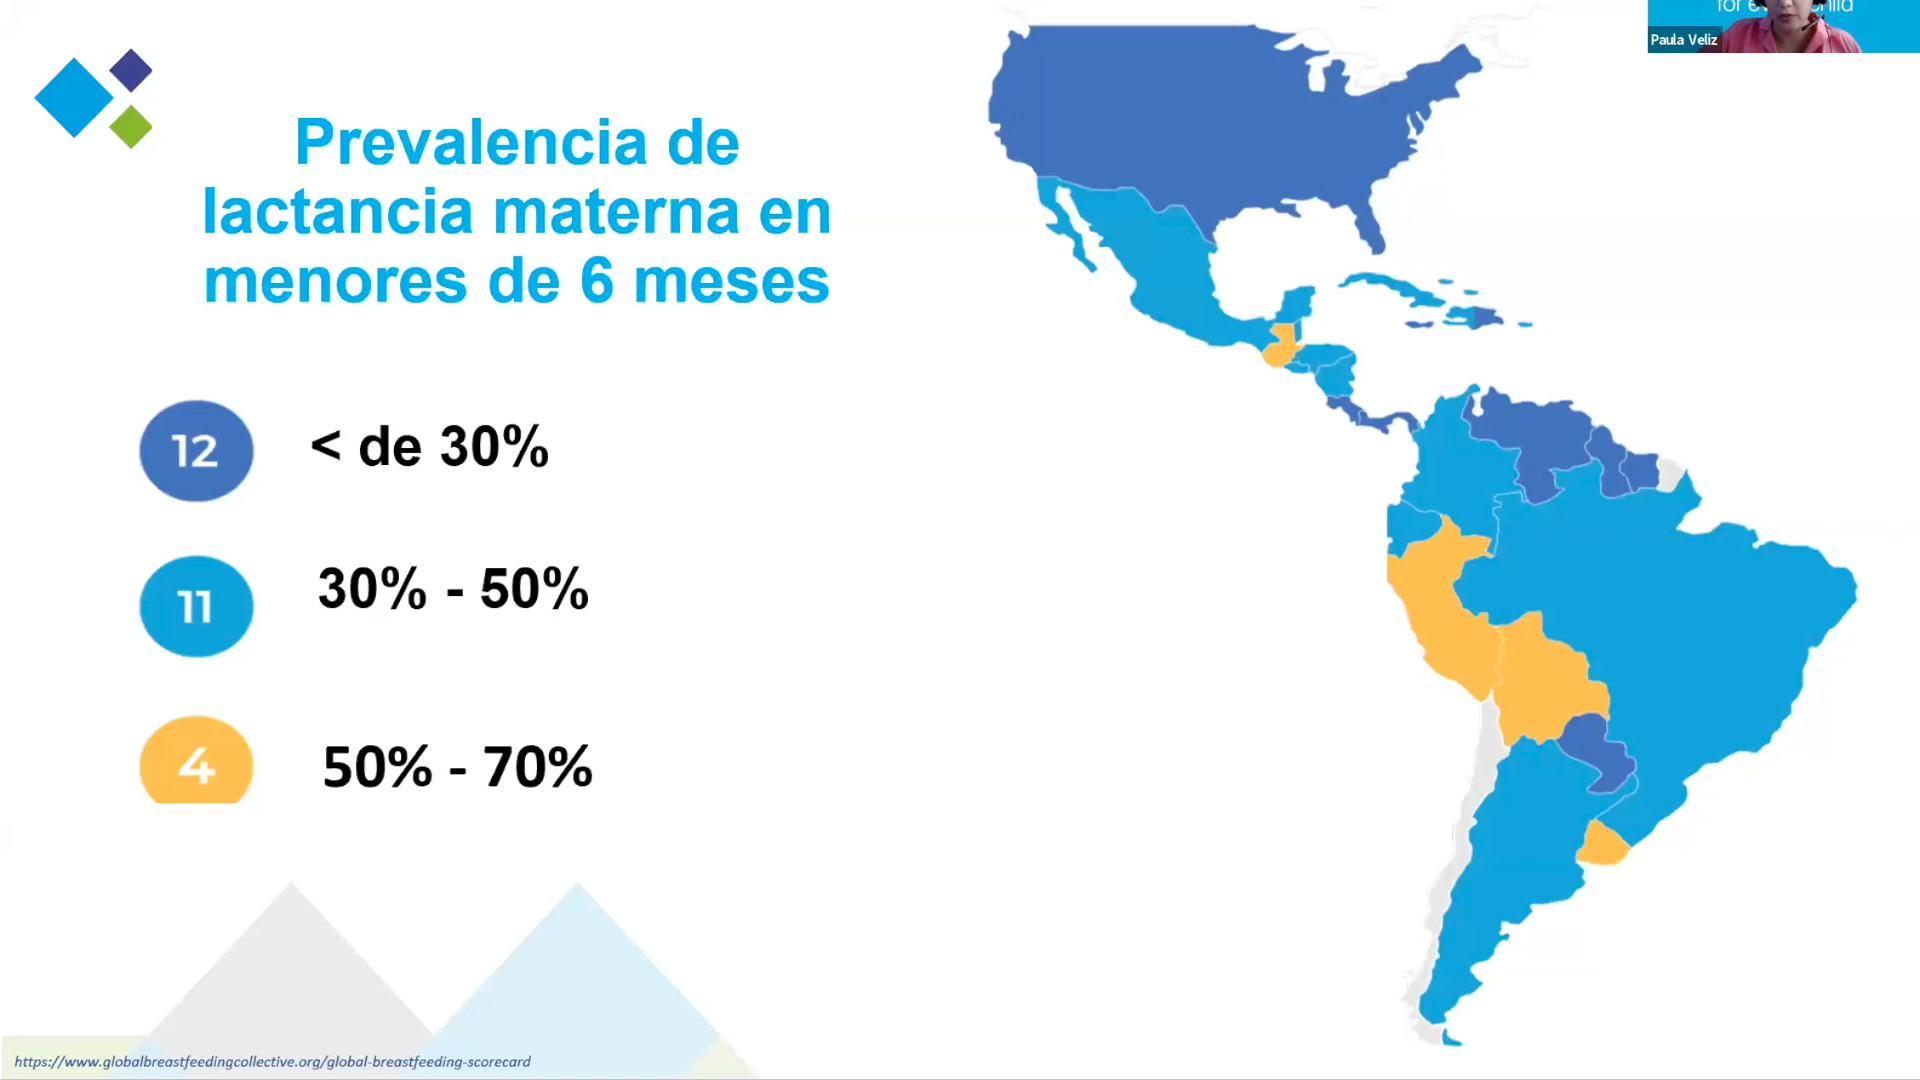 Prevalencia de
lactancia materna en
menores de 6 meses
12
< de 30%
11
30% - 50%
4
50% - 70%
https://www.globalbreastfeedingcollective.org/global-breastfeeding-scorecard
Paula Veliz